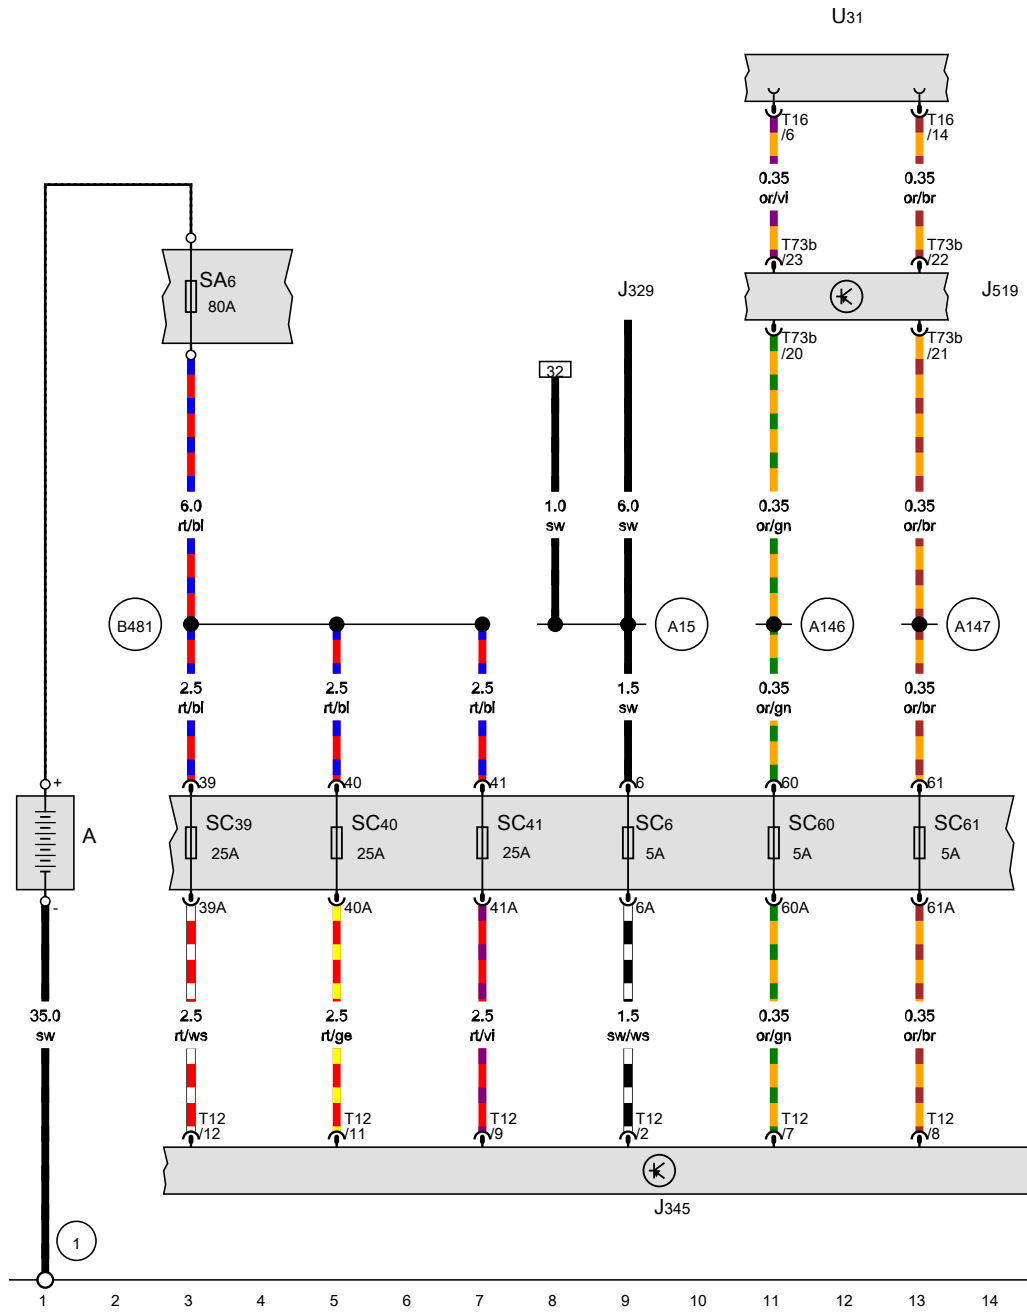 U31
T16 T16
/6 /14
0.35 0.35
or/vi or/br
T73b T73b
/23 /22
SA6
80A
J329
J519
T73b T73b
/20 /21
32
6.0 1.0 6.0 0.35 0.35
rt/bl sw sw or/gn or/br
B481 A15 A146 A147
2.5 2.5 2.5 1.5 0.35 0.35
rt/bl rt/bl rt/bl sw or/gn or/br
+ 39 40 41 6 60 61
A SC39 SC40 SC41 SC6 SC60 SC61
25A 25A 25A 5A 5A 5A
- 39A 40A 41A 6A 60A 61A
35.0 2.5 2.5 2.5 1.5 0.35 0.35
sw rt/ws rt/ge rt/vi sw/ws or/gn or/br
T12 T12 T12 T12 T12 T12
/12 /11 /9 /2 /7 /8
J345
1
1 2 3 4 5 6 7 8 9 10 11 12 13 14